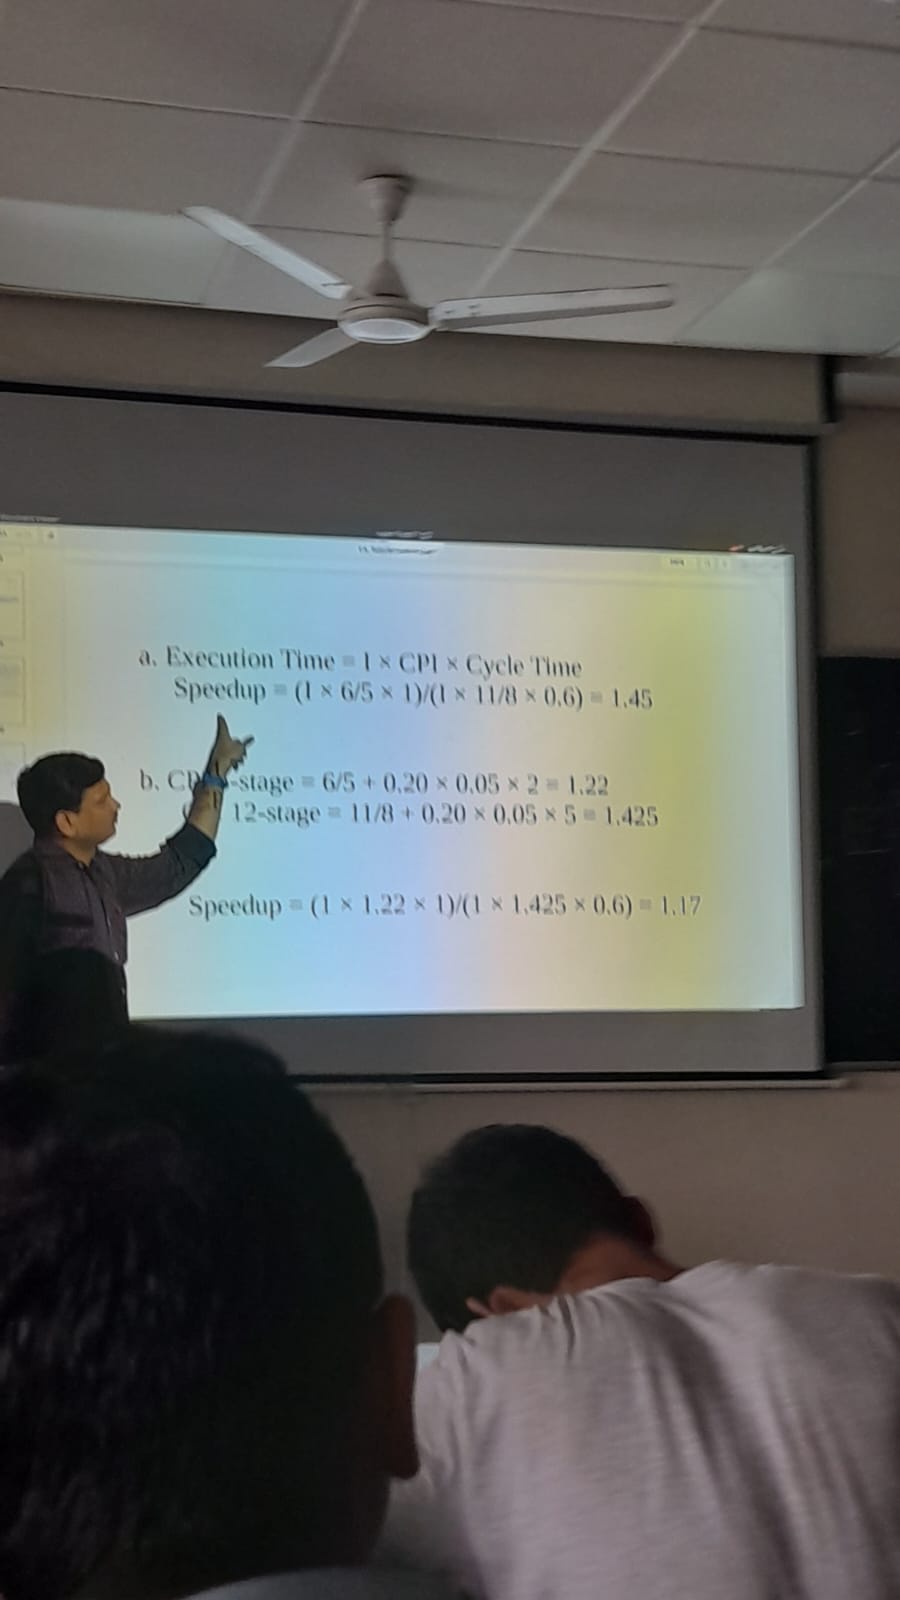 a. Execution Time = I × CPI × Cycle Time
Speedup = (I × 6/5 × 1)/(I × 11/8 × 0.6) = 1.45
b. -stage = 6/5 + 0.20 × 0.05 × 2 = 1.22
12-stage = 11/8 + 0.20 × 0.05 × 5 = 1.425
Speedup = (1 × 1.22 × 1)/(1 × 1.425 × 0.6) = 1.17